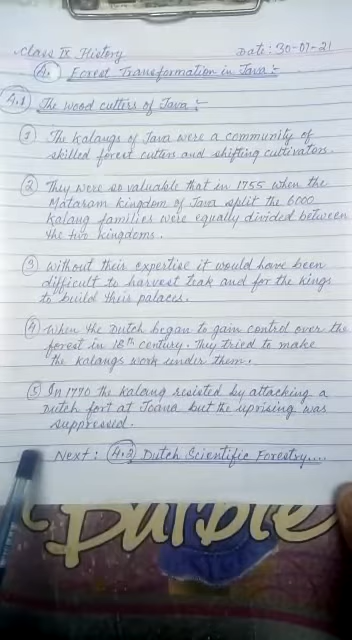 Class IX History Date: 30-07-21
4. Forest Transformation in Java :-
4.1 The wood cutters of Java :-
1 The Kalangs of Java were a community of
skilled forest cutters and shifting cultivators.
2 They were so valuable that in 1755 when the
Mataram kingdom of Java split the 6000
Kalang families were equally divided between
the two kingdoms.
3 without their expertise it would have been
difficult to harvest teak and for the kings
to build their palaces.
4 When the Dutch began to gain control over the
forest in 18th century. They tried to make
the Kalangs work under them.
5 In 1770 the Kalang resisted by attacking a
Dutch fort at Joana but the uprising was
suppressed.
Next: 4.2 Dutch Scientific Forestry....
Barbie